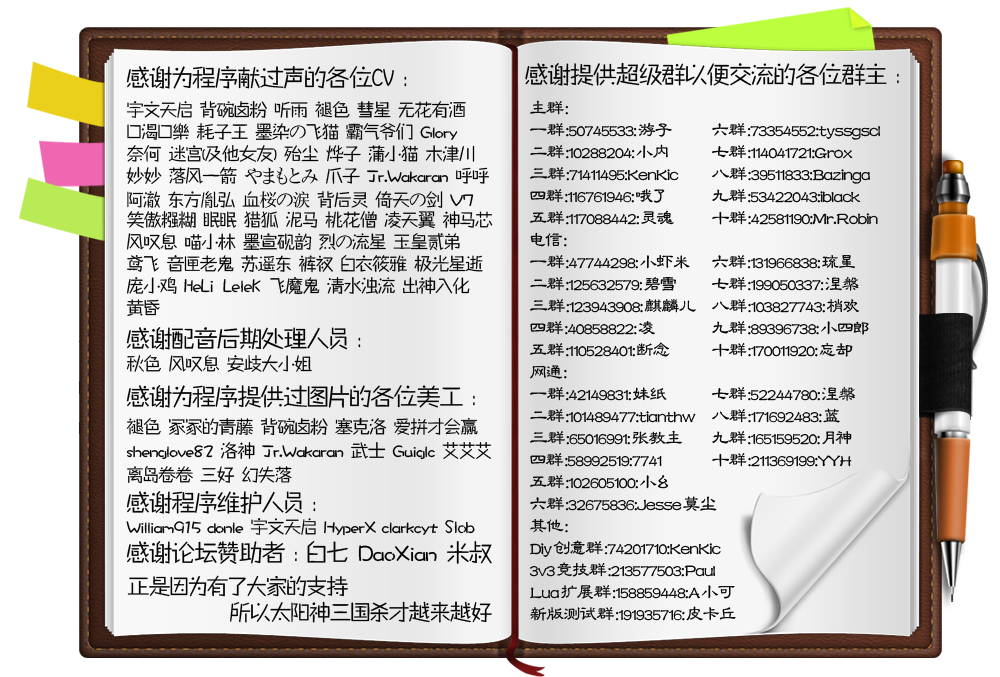 感谢为程序献过声的各位CV：
宇文天启 背碗卤粉 听雨 褪色 彗星 无花有酒
口渴口樂 耗子王 墨染の飞猫 霸气爷们 Glory
奈何 迷宫(及他女友) 殆尘 烨子 蒲小猫 木津川
妙妙 落风一箭 やまもとみ 爪子 Jr.Wakaran 呼呼
阿澈 东方胤弘 血桜の淚 背后灵 倚天の剑 V7
笑傲糨糊 眠眠 猎狐 泥马 桃花僧 凌天翼 神马芯
风叹息 喵小林 墨宣砚韵 烈の流星 玉皇贰弟
鸢飞 音匣老鬼 苏遥东 裤衩 白衣筱雅 极光星逝
庞小鸡 HeLi LeleK 飞魔鬼 清水浊流 出神入化
黄昏
感谢配音后期处理人员：
秋色 风叹息 安歧大小姐
感谢为程序提供过图片的各位美工：
褪色 豖豖的青藤 背碗卤粉 塞克洛 爱拼才会赢
shenglove82 洛神 Jr.Wakaran 武士 Guiglc 艾艾艾
离岛卷卷 三好 幻失落
感谢程序维护人员：
William915 donle 宇文天启 HyperX clarkcyt Slob
感谢论坛赞助者：白七 DaoXian 米叔
正是因为有了大家的支持
所以太阳神三国杀才越来越好
感谢提供超级群以便交流的各位群主：
主群:
一群:50745533:游子 六群:73354552:tyssgscl
二群:10288204:小内 七群:114041721:Grox
三群:71411495:KenKic 八群:39511833:Bazinga
四群:116761946:哦了 九群:53422043:iblack
五群:117088442:灵魂 十群:42581190:Mr.Robin
电信:
一群:47744298:小虾米 六群:131966838:琉星
二群:125632579:碧雪 七群:199050337:涅槃
三群:123943908:麒麟儿 八群:103827743:梢欢
四群:40858822:凌 九群:89396738:小四郎
五群:110528401:断念 十群:170011920:忘却
网通:
一群:42149831:妹纸 七群:52244780:涅槃
二群:101489477:tianthw 八群:171692483:蓝
三群:65016991:张教主 九群:165159520:月神
四群:58992519:7741 十群:211369199:YYH
五群:102605100:小幺
六群:32675836:Jesse莫尘
其他:
Diy创意群:74201710:KenKic
3v3竞技群:213577503:Paul
Lua扩展群:158859448:A小可
新版测试群:191935716:皮卡丘